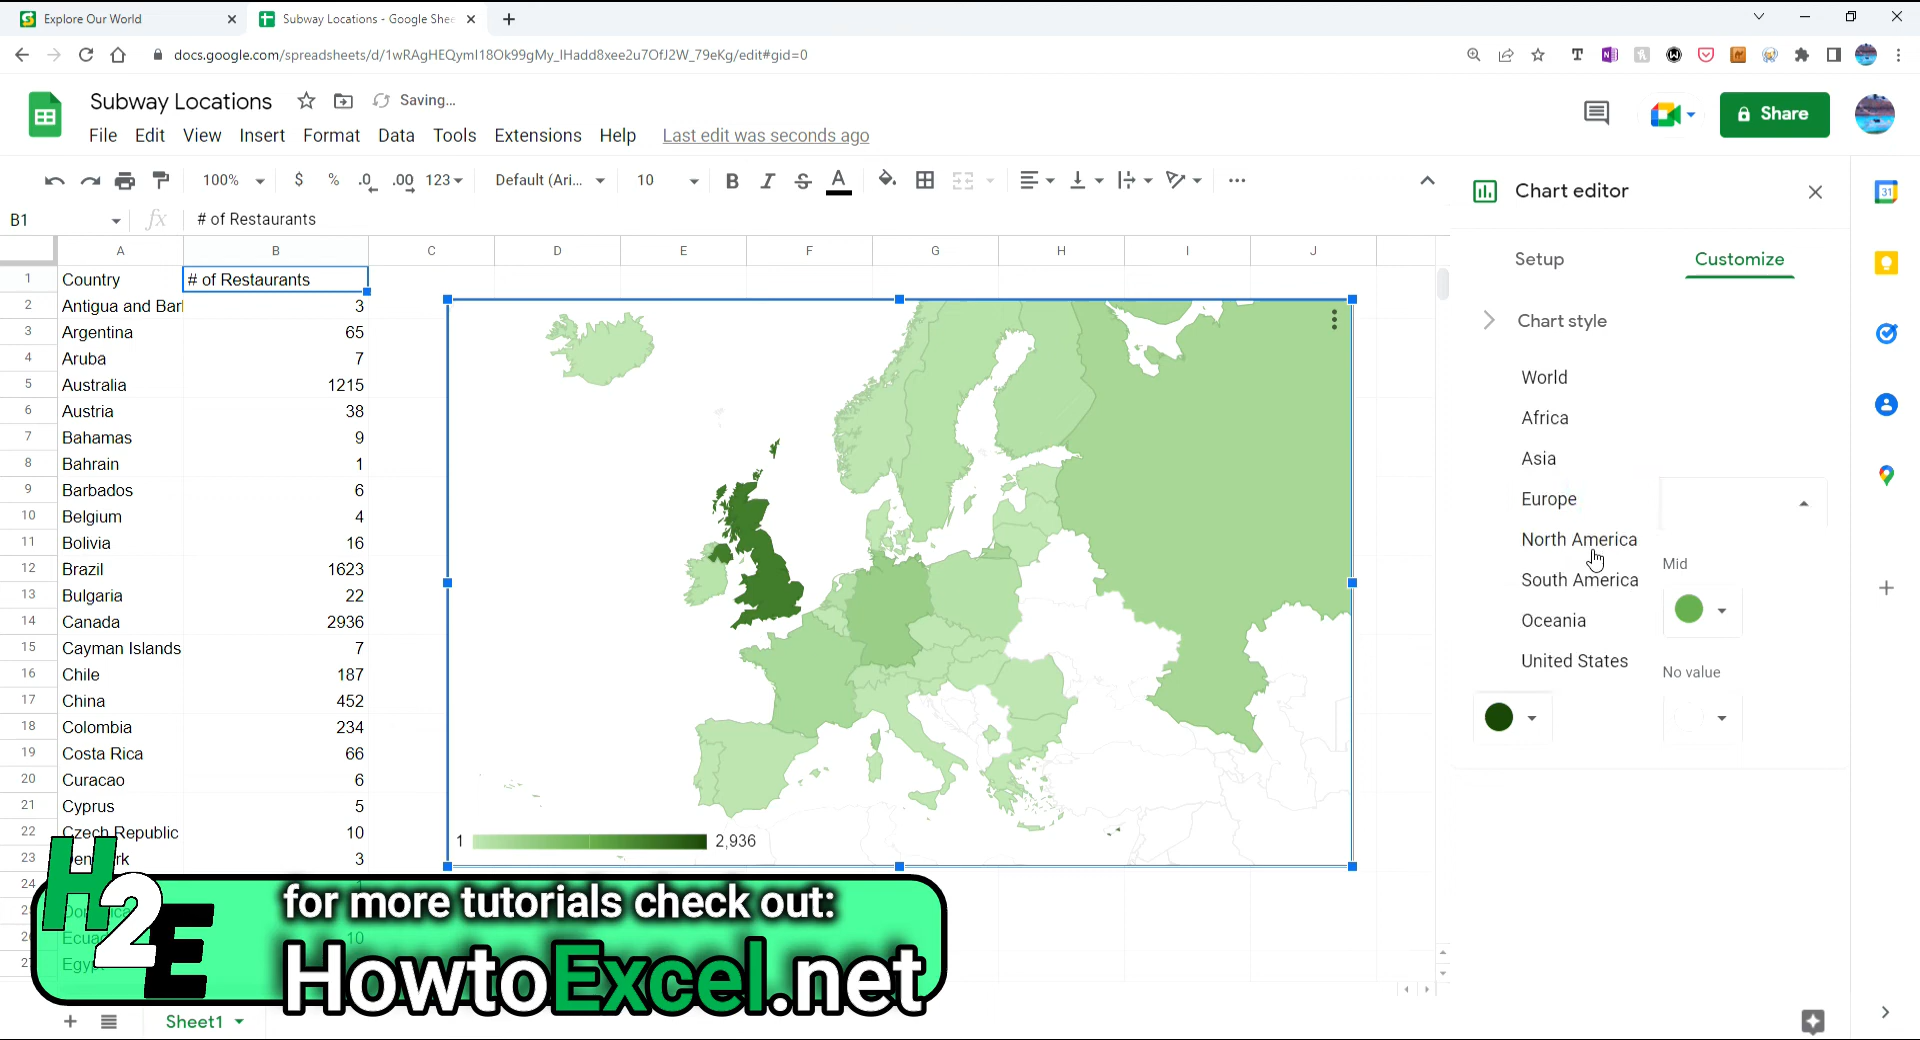 Explore Our World
Subway Locations - Google Shee
docs.google.com/spreadsheets/d/1wRAgHEQymI18Ok99gMy_IHadd8xee2u7OfJ2W_79eKg/edit#gid=0
Subway Locations
Saving...
File Edit View Insert Format Data Tools Extensions Help Last edit was seconds ago
Share
100% $ % .0 .00 123 Default (Ari... 10 B I S A
B1 fx # of Restaurants
Chart editor
Setup Customize
A B C D E F G H I J
1 Country # of Restaurants
2 Antigua and Bar 3
3 Argentina 65
4 Aruba 7
5 Australia 1215
6 Austria 38
7 Bahamas 9
8 Bahrain 1
9 Barbados 6
10 Belgium 4
11 Bolivia 16
12 Brazil 1623
13 Bulgaria 22
14 Canada 2936
15 Cayman Islands 7
16 Chile 187
17 China 452
18 Colombia 234
19 Costa Rica 66
20 Curacao 6
21 Cyprus 5
22 Czech Republic 10
23 3
24
10
1 2,936
Chart style
World
Africa
Asia
Europe
North America
South America
Oceania
United States
Mid
No value
31
H2E
for more tutorials check out:
HowtoExcel.net
Sheet1